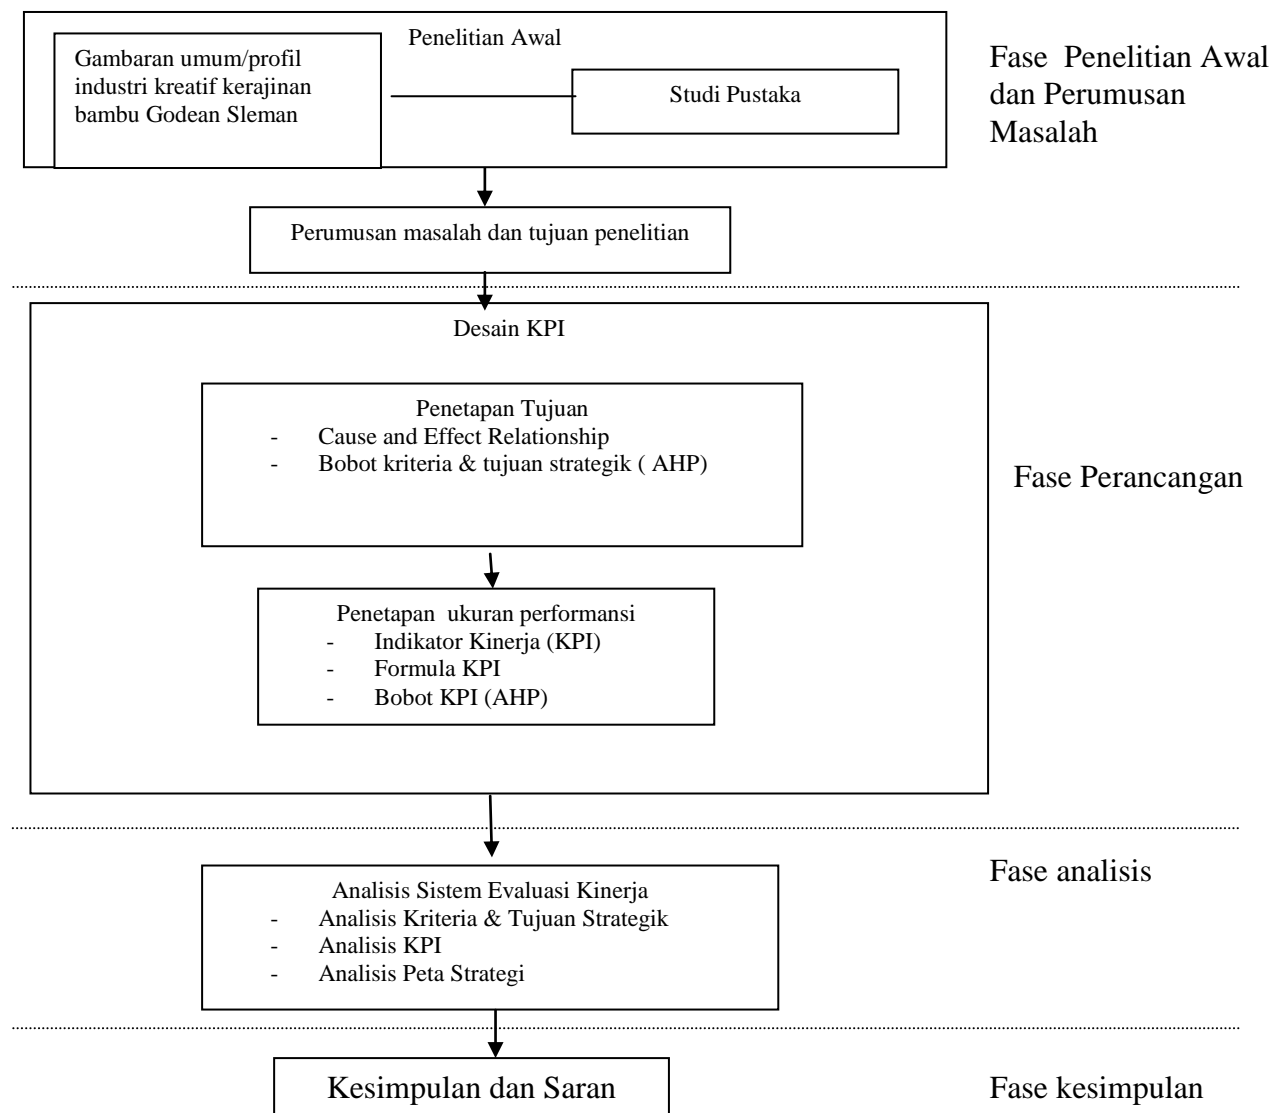 Penelitian Awal
Gambaran umum/profil
industri kreatif kerajinan
bambu Godean Sleman
Studi Pustaka
Fase Penelitian Awal
dan Perumusan
Masalah
Perumusan masalah dan tujuan penelitian
Desain KPI
Penetapan Tujuan
- Cause and Effect Relationship
- Bobot kriteria & tujuan strategik ( AHP)
Fase Perancangan
Penetapan ukuran performansi
- Indikator Kinerja (KPI)
- Formula KPI
- Bobot KPI (AHP)
Fase analisis
Analisis Sistem Evaluasi Kinerja
- Analisis Kriteria & Tujuan Strategik
- Analisis KPI
- Analisis Peta Strategi
Kesimpulan dan Saran
Fase kesimpulan